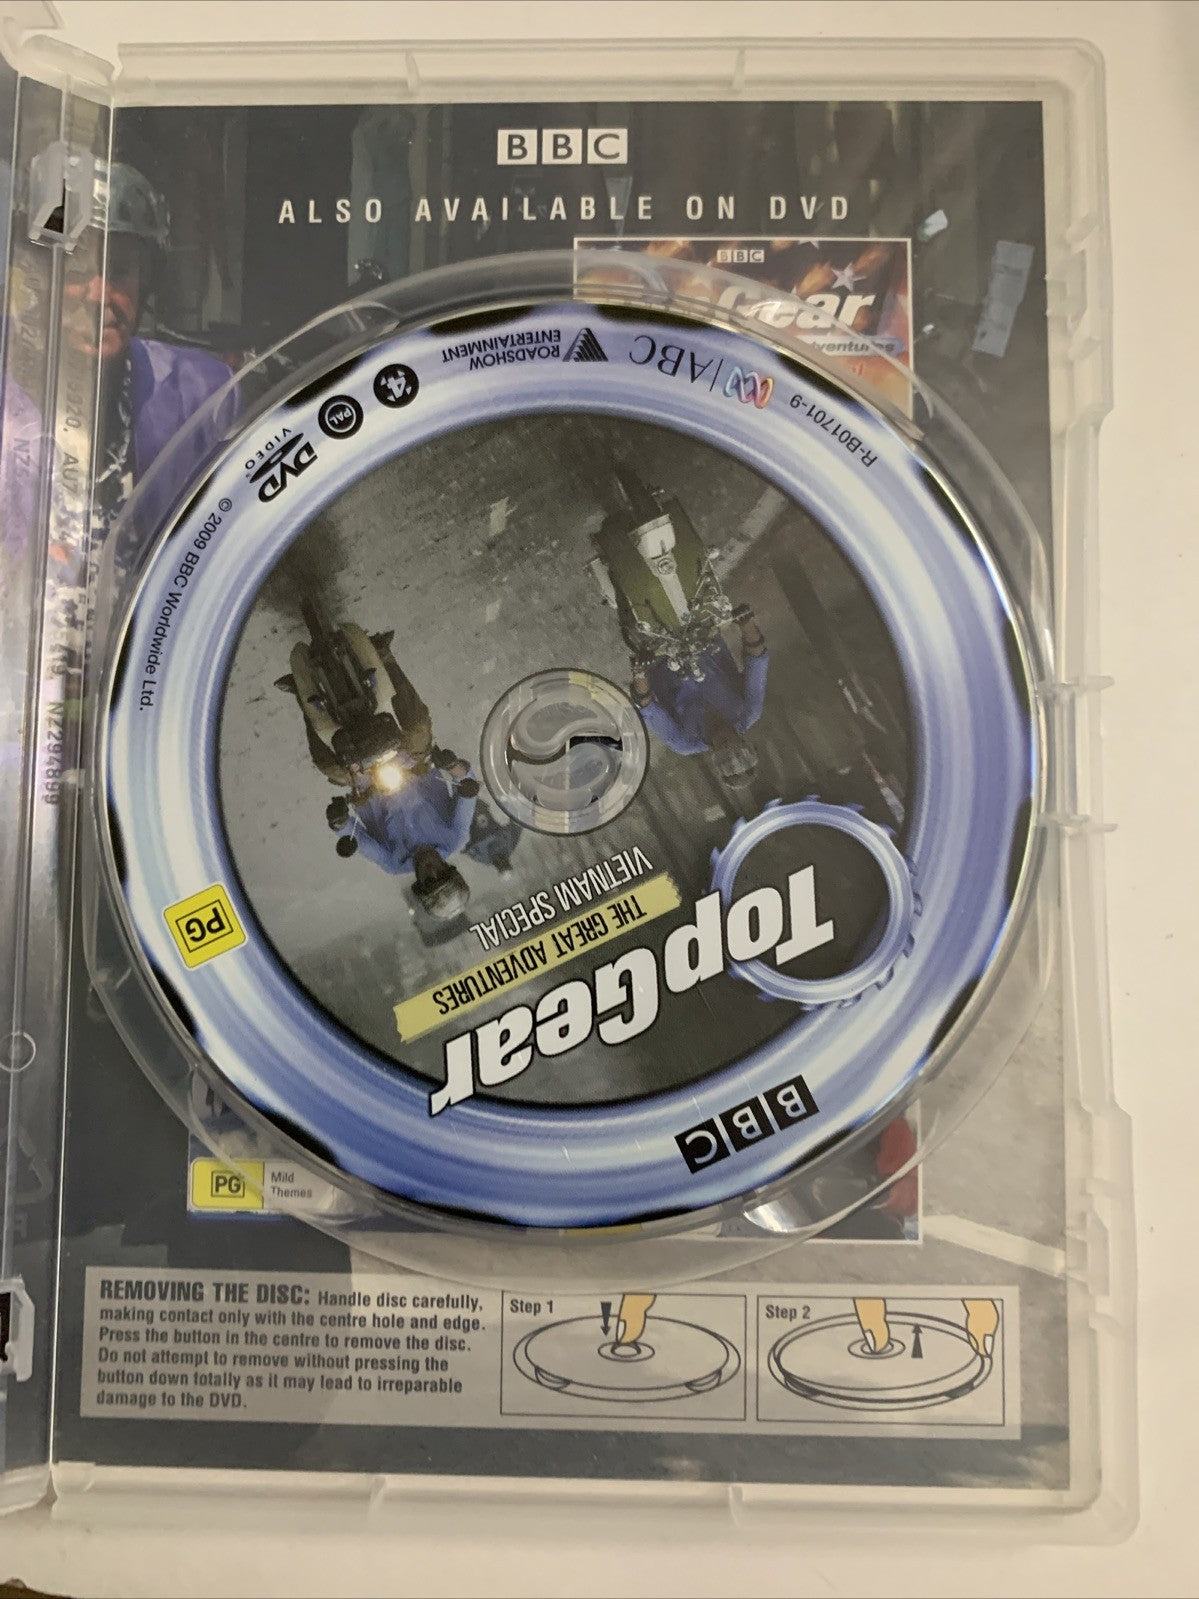 BBC
ALSO AVAILABLE ON DVD
BBC
Gear
ventures
R-B01701-9
ABC
ROADSHOW
ENTERTAINMENT
4
PAL
DVD
VIDEO
© 2009 BBC Worldwide Ltd.
PG
BBC
TopGear
THE GREAT ADVENTURES
VIETNAM SPECIAL
NZ294899
PG
Mild
Themes
REMOVING THE DISC: Handle disc carefully,
making contact only with the centre hole and edge.
Press the button in the centre to remove the disc.
Do not attempt to remove without pressing the
button down totally as it may lead to irreparable
damage to the DVD.
Step 1
Step 2